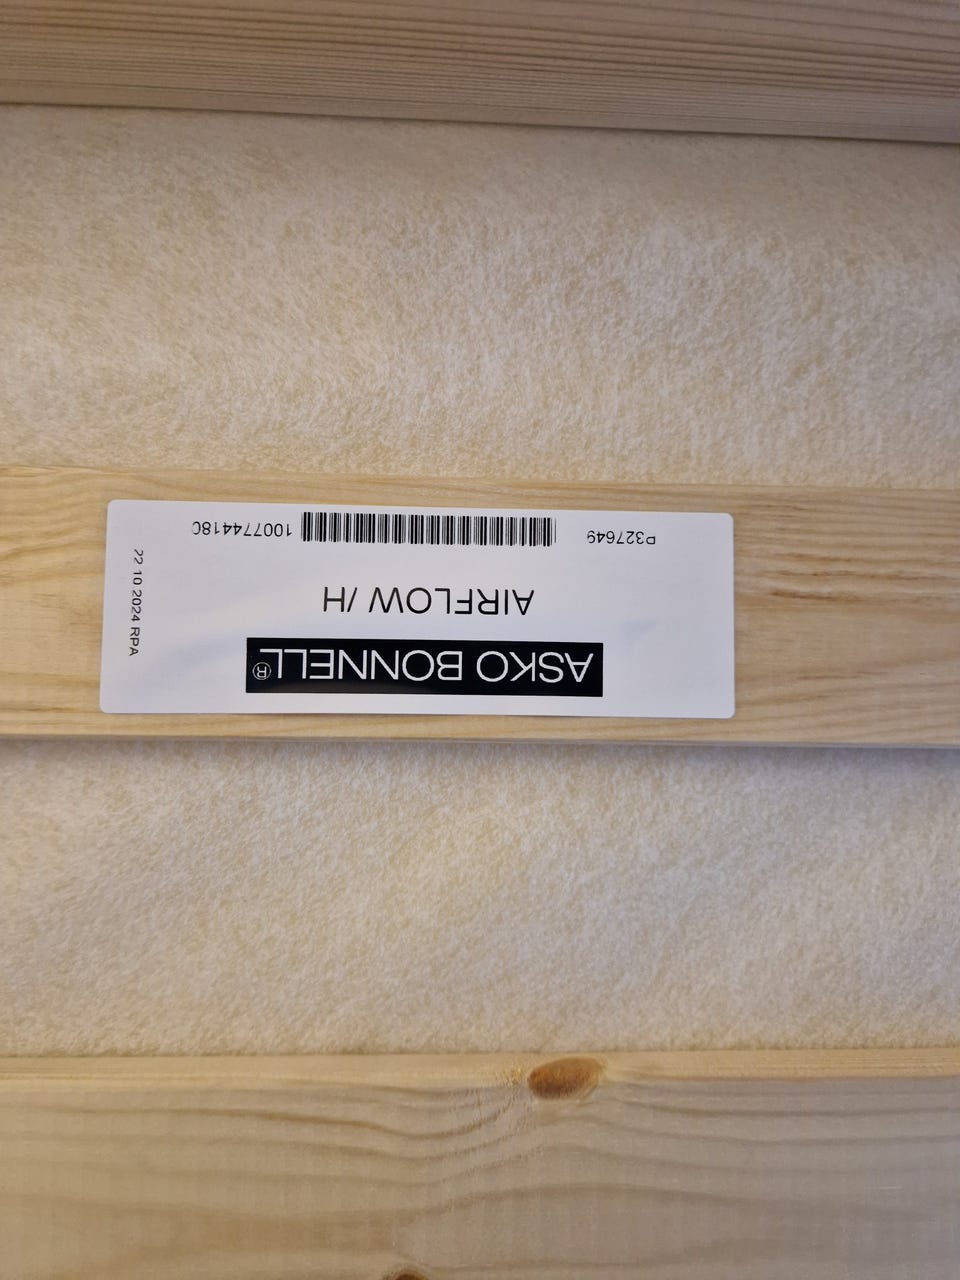 ASKO BONNELL®
AIRFLOW /H
P327649 100774418C
22 10 2024 RPA